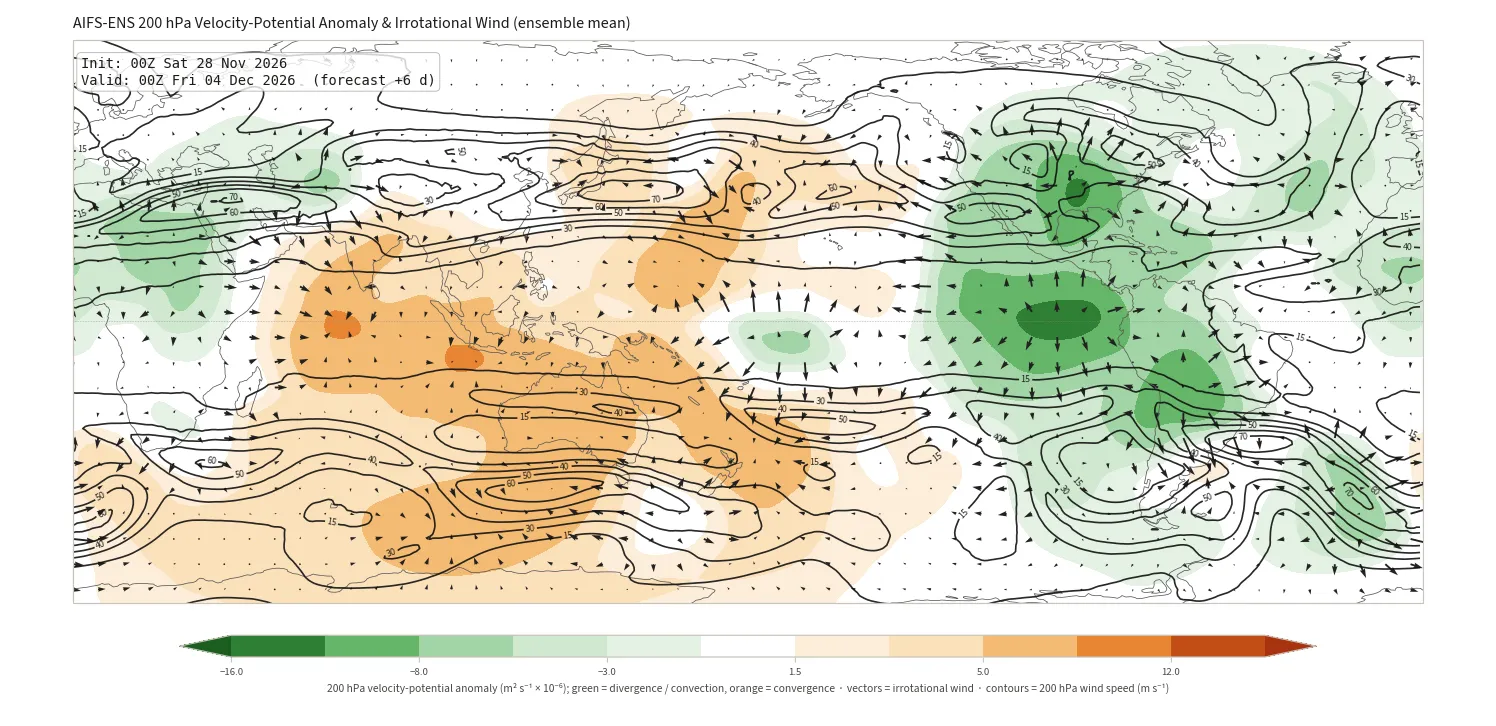 AIFS-ENS 200 hPa Velocity-Potential Anomaly & Irrotational Wind (ensemble mean)
Init: 00Z Sat 28 Nov 2026
Valid: 00Z Fri 04 Dec 2026 (forecast +6 d)
−16.0 −8.0 −3.0 1.5 5.0 12.0
200 hPa velocity-potential anomaly (m² s⁻¹ × 10⁻⁶); green = divergence / convection, orange = convergence · vectors = irrotational wind · contours = 200 hPa wind speed (m s⁻¹)